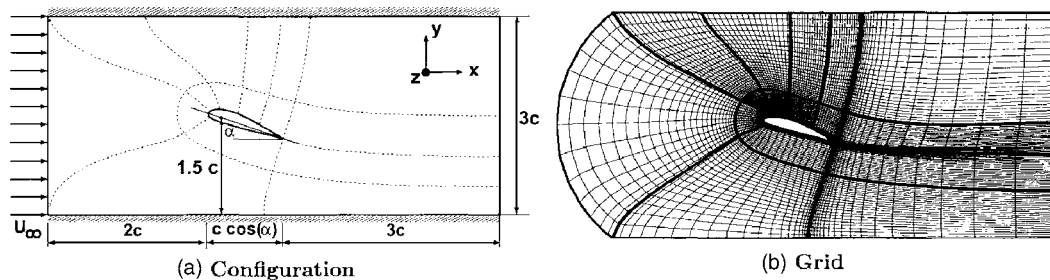 y
x
z
α
3c
1.5 c
U∞
2c
c cos(α)
3c
(a) Configuration
(b) Grid